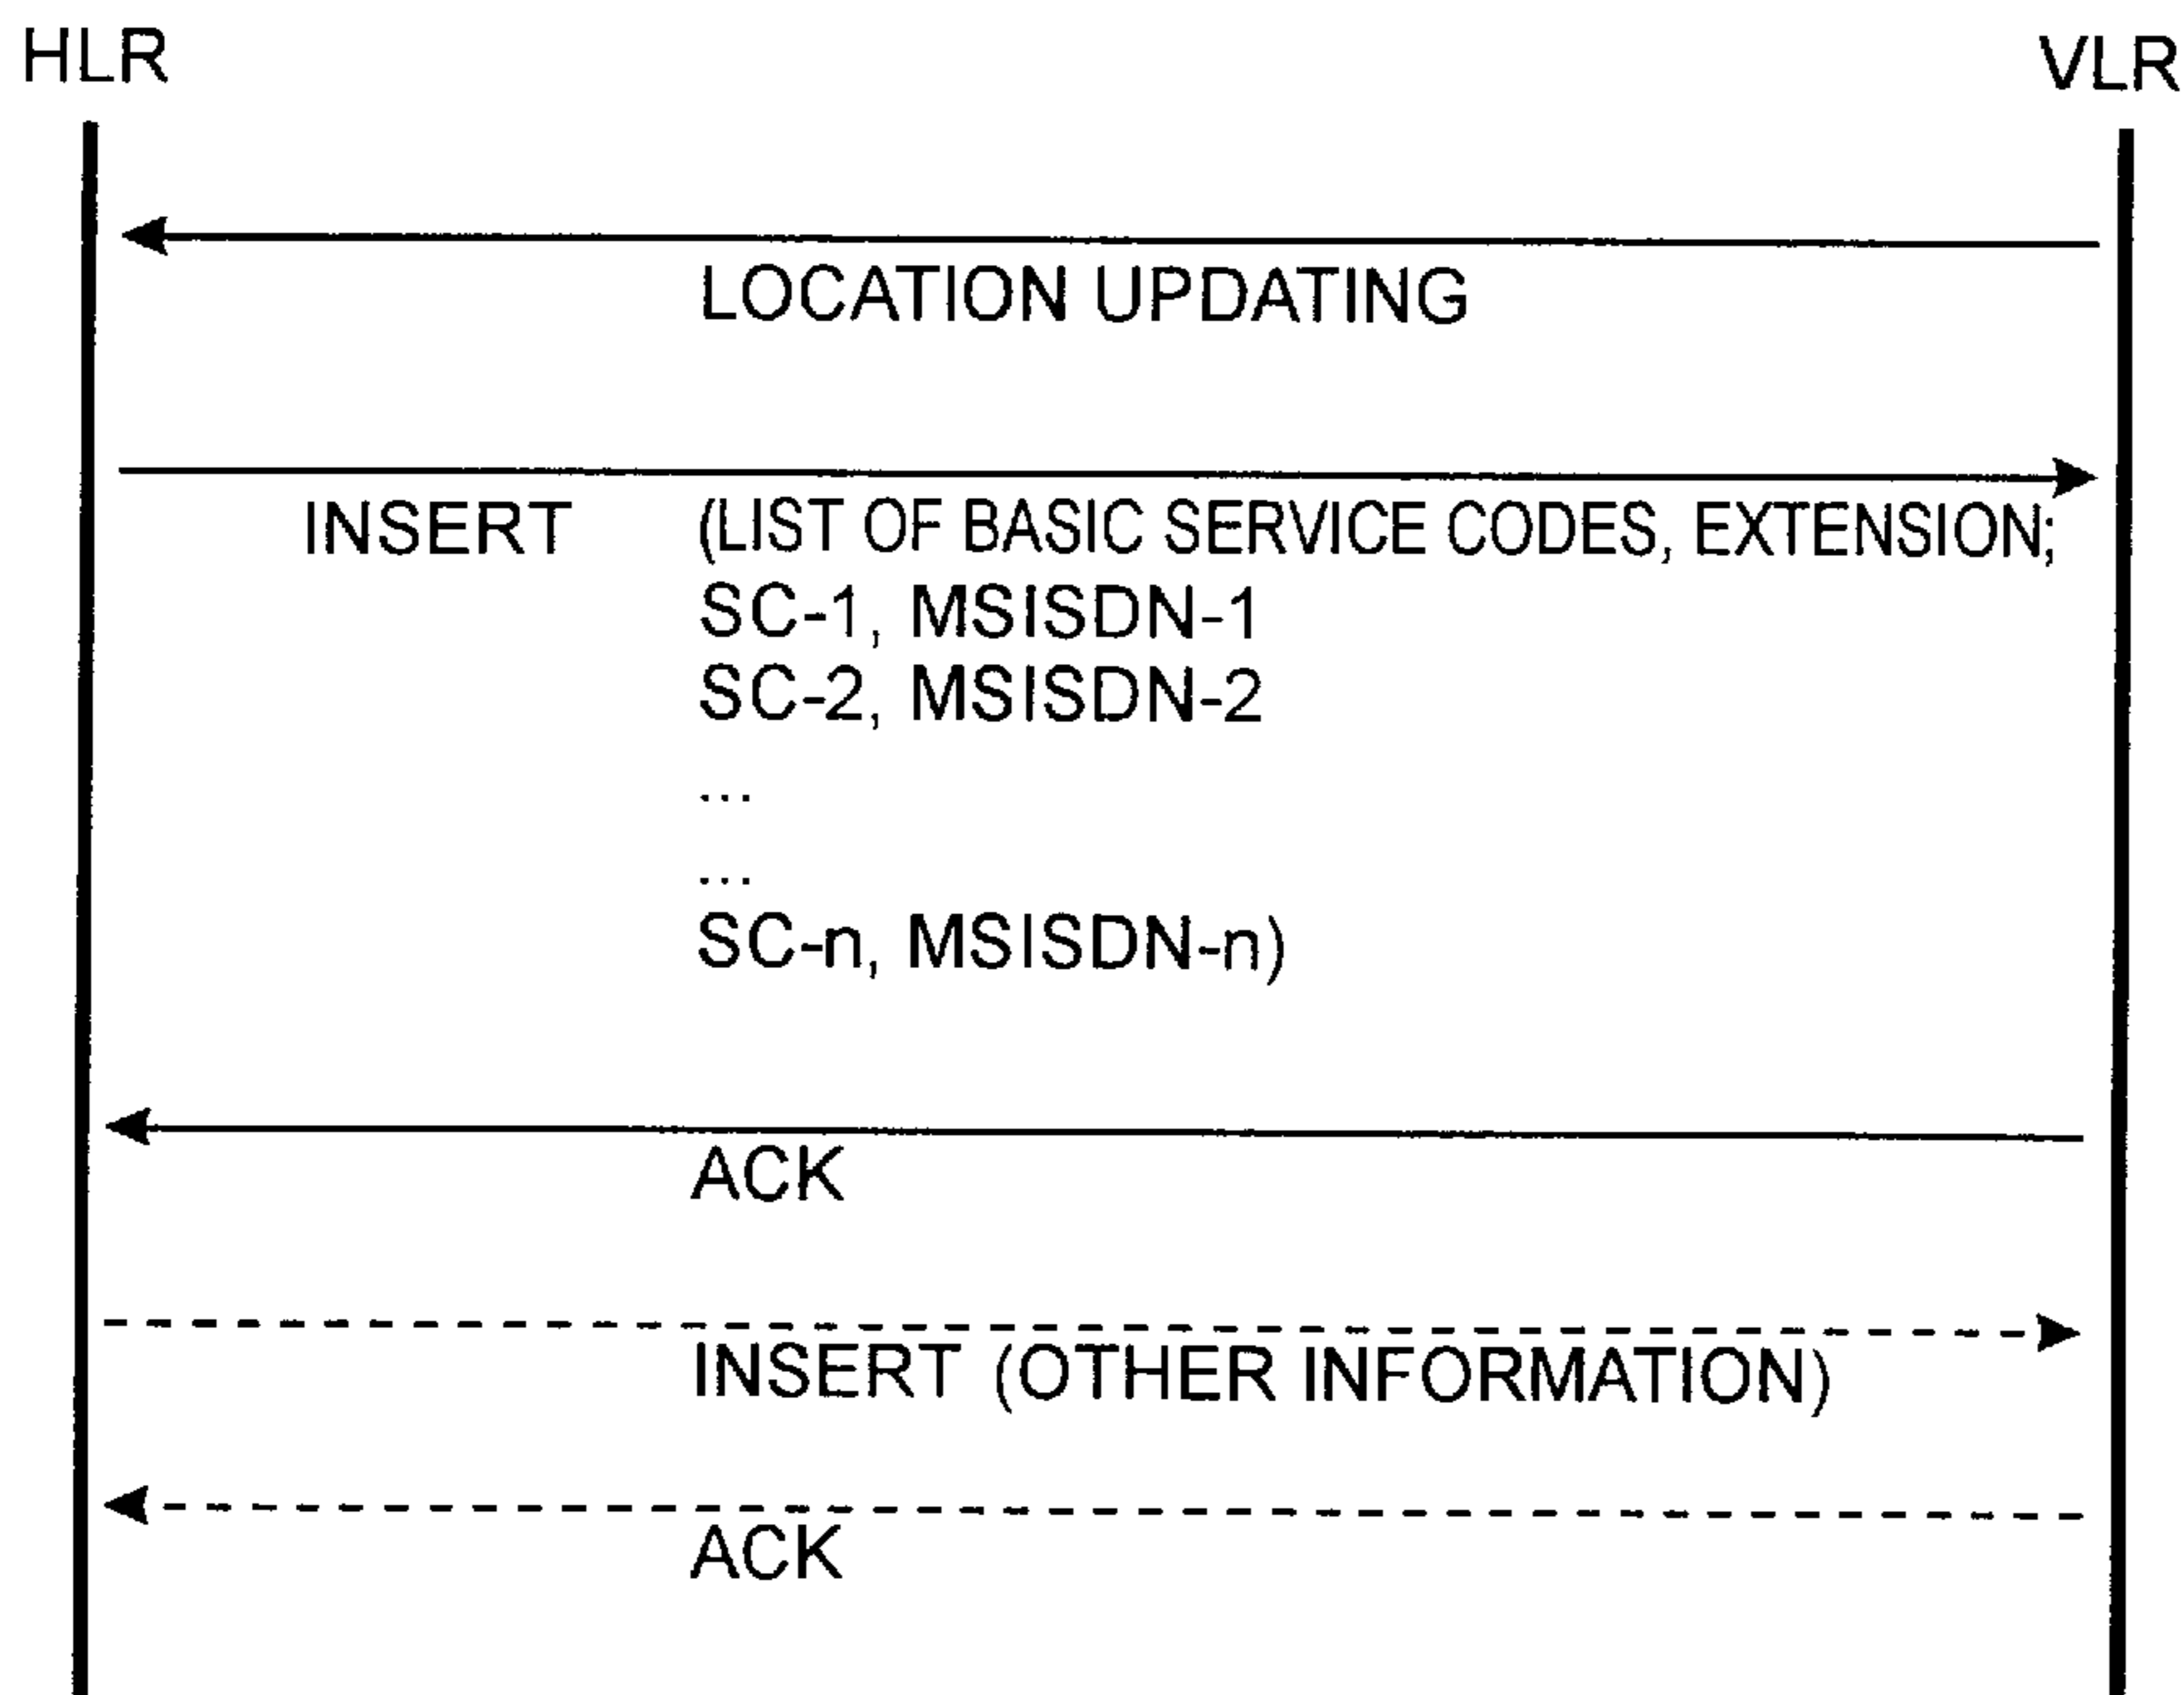 HLR VLR
LOCATION UPDATING
INSERT (LIST OF BASIC SERVICE CODES, EXTENSION;
SC-1, MSISDN-1
SC-2, MSISDN-2
...
...
SC-n, MSISDN-n)
ACK
INSERT (OTHER INFORMATION)
ACK